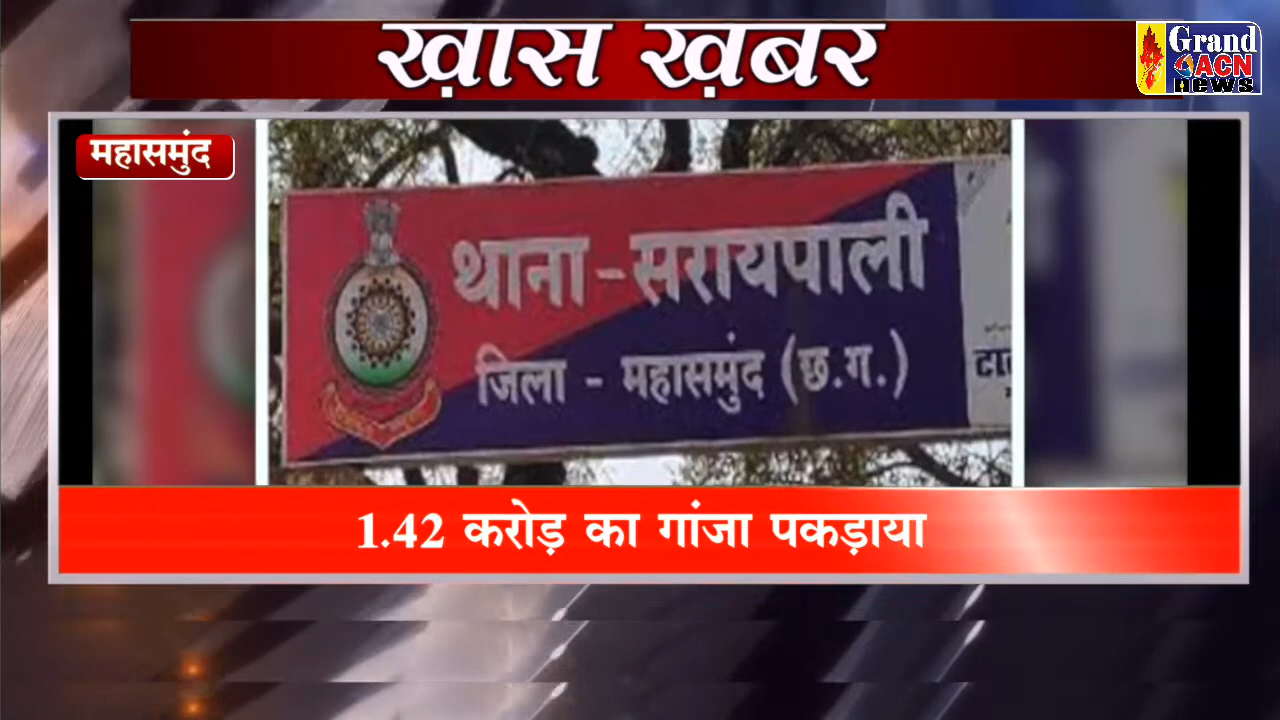 ख़ास ख़बर
Grand
ACN
news
महासमुंद
थाना - सरायपाली
जिला - महासमुंद (छ.ग.)
1.42 करोड़ का गांजा पकड़ाया